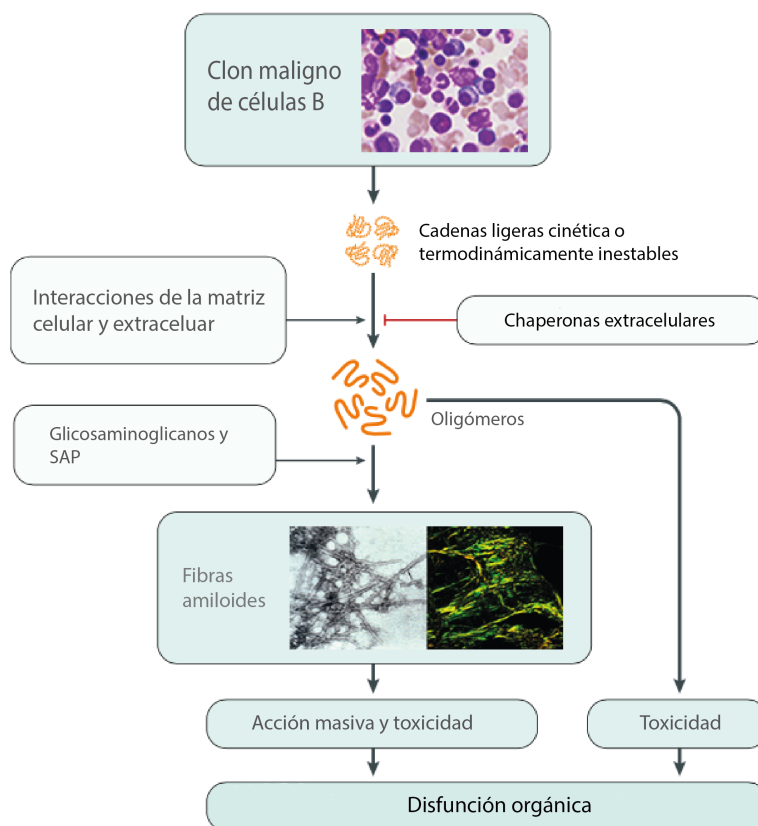 Clon maligno
de células B
Cadenas ligeras cinética o
termodinámicamente inestables
Interacciones de la matriz
celular y extraceluar
Chaperonas extracelulares
Oligómeros
Glicosaminoglicanos y
SAP
Fibras
amiloides
Acción masiva y toxicidad
Toxicidad
Disfunción orgánica